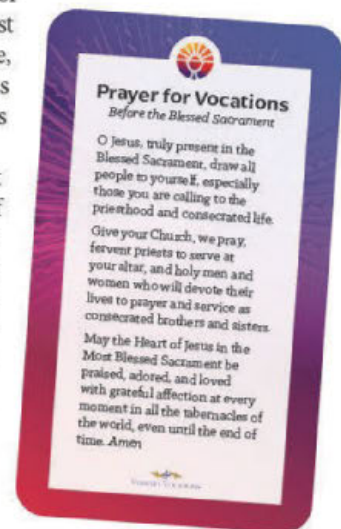 Prayer for Vocations
Before the Blessed Sacrament
O Jesus, truly present in the
Blessed Sacrament, draw all
people to yourself, especially
those you are calling to the
priesthood and consecrated life.
Give your Church, we pray,
fervent priests to serve at
your altar, and holy men and
women who will devote their
lives to prayer and service as
consecrated brothers and sisters.
May the Heart of Jesus in the
Most Blessed Sacrament be
praised, adored, and loved
with grateful affection at every
moment in all the tabernacles of
the world, even until the end of
time. Amen